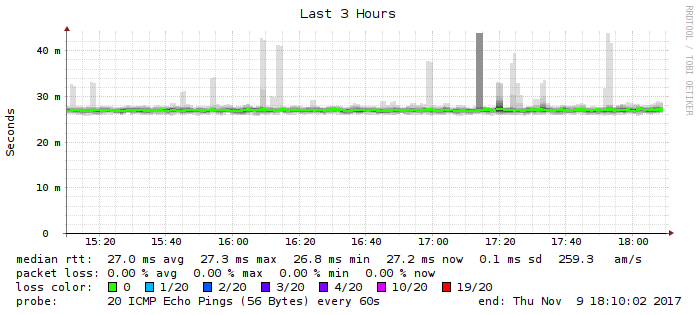 Last 3 Hours
RRDTOOL / TOBI OETIKER
Seconds
40 m
30 m
20 m
10 m
0
15:20 15:40 16:00 16:20 16:40 17:00 17:20 17:40 18:00
median rtt: 27.0 ms avg 27.3 ms max 26.8 ms min 27.2 ms now 0.1 ms sd 259.3 am/s
packet loss: 0.00 % avg 0.00 % max 0.00 % min 0.00 % now
loss color: 0 1/20 2/20 3/20 4/20 10/20 19/20
probe: 20 ICMP Echo Pings (56 Bytes) every 60s end: Thu Nov 9 18:10:02 2017